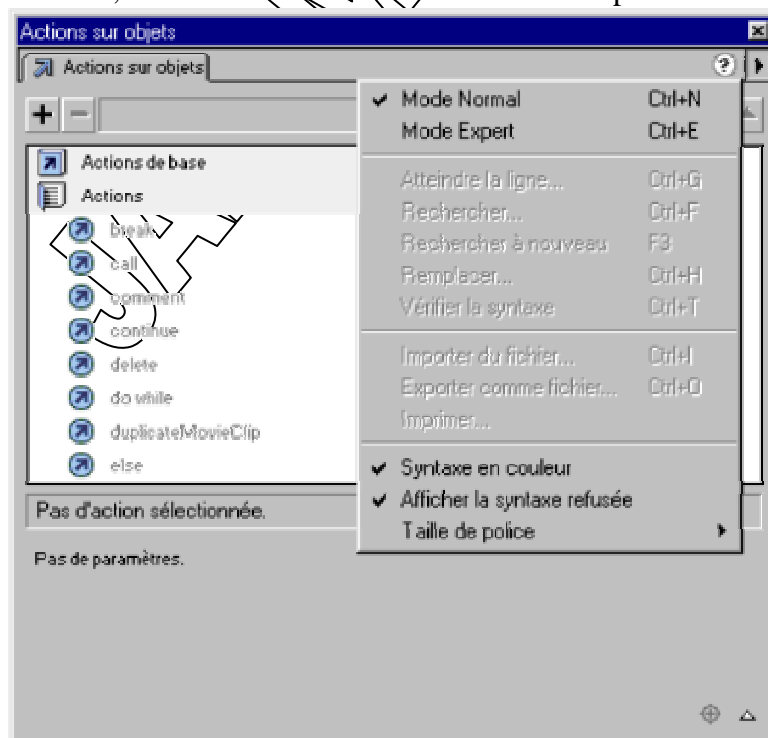 Actions sur objets
Actions sur objets
Mode Normal Ctrl+N
Mode Expert Ctrl+E
Actions de base
Actions
break
call
comment
continue
delete
do while
duplicateMovieClip
else
Atteindre la ligne... Ctrl+G
Rechercher... Ctrl+F
Rechercher à nouveau F3
Remplacer... Ctrl+H
Vérifier la syntaxe Ctrl+T
Importer du fichier... Ctrl+I
Exporter comme fichier... Ctrl+O
Imprimer...
Syntaxe en couleur
Afficher la syntaxe refusée
Taille de police
Pas d'action sélectionnée.
Pas de paramètres.